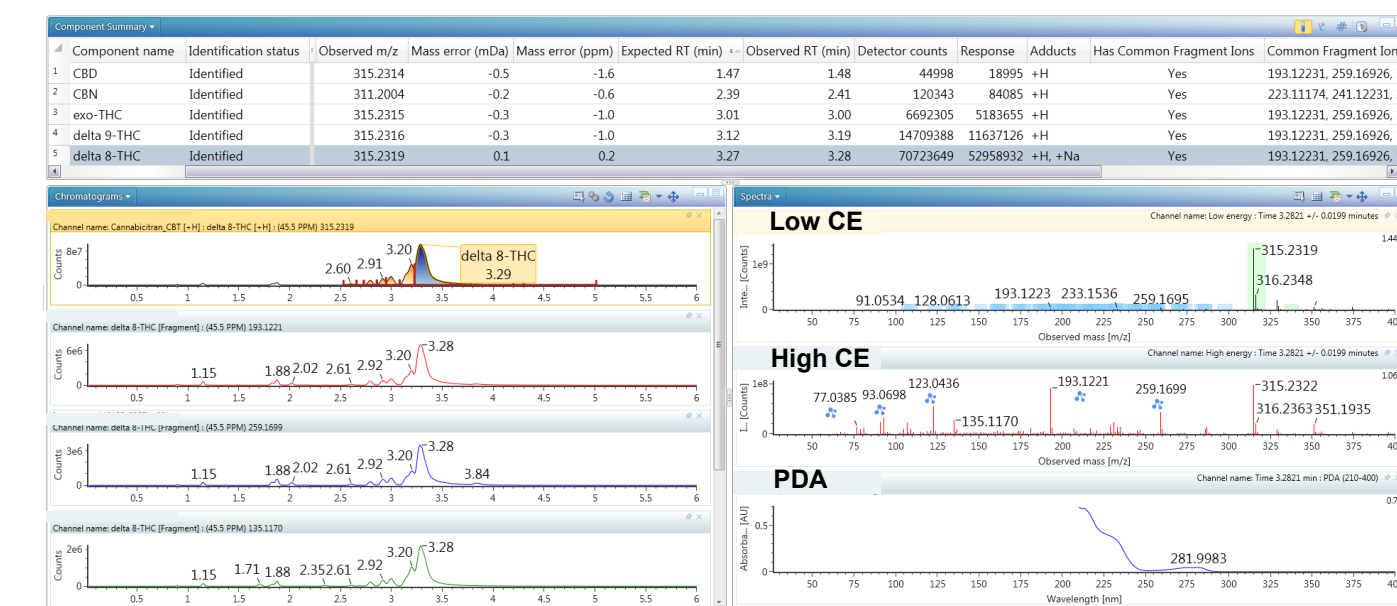 Component Summary
Component name Identification status Observed m/z Mass error (mDa) Mass error (ppm) Expected RT (min) Observed RT (min) Detector counts Response Adducts Has Common Fragment Ions Common Fragment Ion
1 CBD Identified 315.2314 -0.5 -1.6 1.47 1.48 44998 18995 +H Yes 193.12231, 259.16926,
2 CBN Identified 311.2004 -0.2 -0.6 2.39 2.41 120343 84085 +H Yes 223.11174, 241.12231,
3 exo-THC Identified 315.2315 -0.3 -1.0 3.01 3.00 6692305 5183655 +H Yes 193.12231, 259.16926,
4 delta 9-THC Identified 315.2316 -0.3 -1.0 3.12 3.19 14709388 11637126 +H Yes 193.12231, 259.16926,
5 delta 8-THC Identified 315.2319 0.1 0.2 3.27 3.28 70723649 52958932 +H, +Na Yes 193.12231, 259.16926,
Chromatograms
Channel name: Cannabicitran_CBT [+H] : delta 8-THC [+H] : (45.5 PPM) 315.2319
Counts
8e7
0
2.60 2.91 3.20
delta 8-THC
3.29
0.5 1 1.5 2 2.5 3 3.5 4 4.5 5 5.5 6
Channel name: delta 8-THC [Fragment] : (45.5 PPM) 193.1221
Counts
6e6
0
1.15 1.88 2.02 2.61 2.92 3.20 3.28
0.5 1 1.5 2 2.5 3 3.5 4 4.5 5 5.5 6
Channel name: delta 8-THC [Fragment] : (45.5 PPM) 259.1699
Counts
3e6
0
1.15 1.88 2.02 2.61 2.92 3.20 3.28 3.84
0.5 1 1.5 2 2.5 3 3.5 4 4.5 5 5.5 6
Channel name: delta 8-THC [Fragment] : (45.5 PPM) 135.1170
Counts
2e6
0
1.15 1.71 1.88 2.35 2.61 2.92 3.20 3.28
0.5 1 1.5 2 2.5 3 3.5 4 4.5 5 5.5 6
Spectra
Low CE
Channel name: Low energy : Time 3.2821 +/- 0.0199 minutes
1.44
Inte... [Counts]
1e9
0
91.0534 128.0613 193.1223 233.1536 259.1695 315.2319
316.2348
50 75 100 125 150 175 200 225 250 275 300 325 350 375 40
Observed mass [m/z]
High CE
Channel name: High energy : Time 3.2821 +/- 0.0199 minutes
1.06
I... [Counts]
1e8
0
77.0385 93.0698 123.0436 135.1170 193.1221 259.1699 315.2322
316.2363 351.1935
50 75 100 125 150 175 200 225 250 275 300 325 350 375 40
Observed mass [m/z]
PDA
Channel name: Time 3.2821 min : PDA (210-400)
0.7
Absorba... [AU]
0.5
0
281.9983
50 75 100 125 150 175 200 225 250 275 300 325 350 375 40
Wavelength [nm]